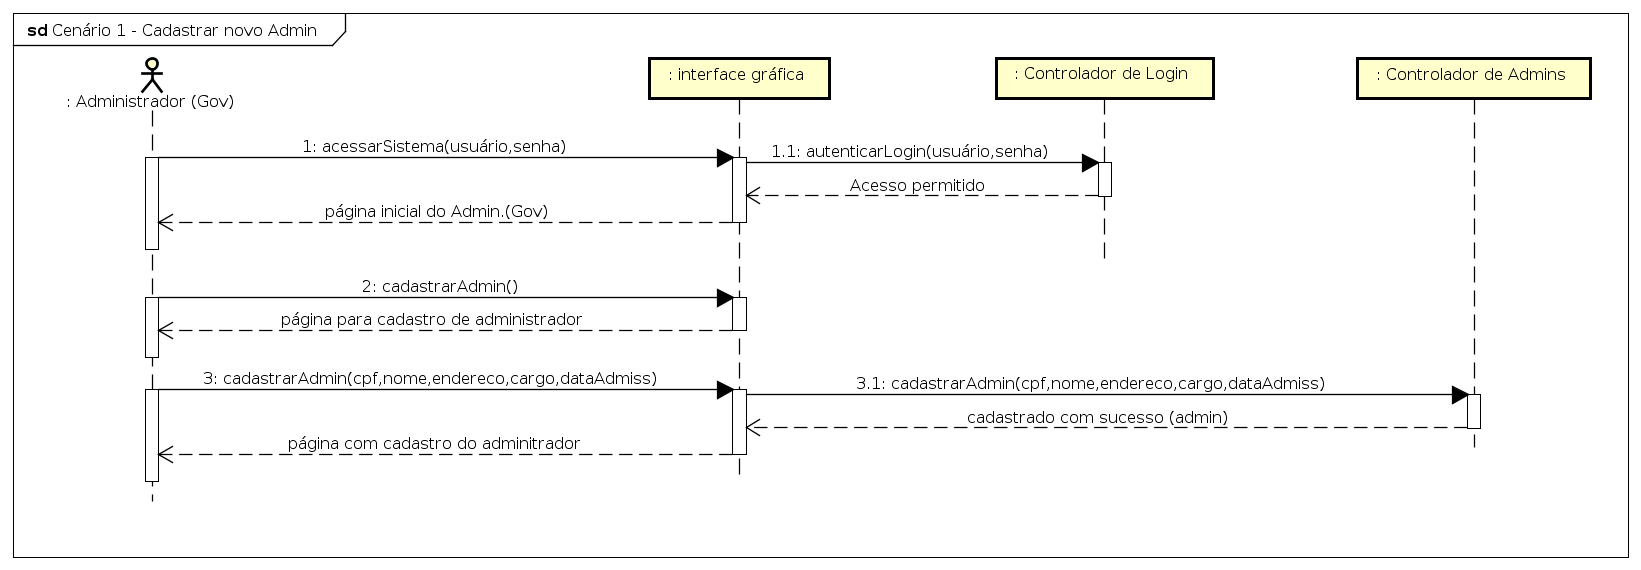 sd Cenário 1 - Cadastrar novo Admin
: Administrador (Gov)
: interface gráfica
: Controlador de Login
: Controlador de Admins
1: acessarSistema(usuário,senha)
1.1: autenticarLogin(usuário,senha)
Acesso permitido
página inicial do Admin.(Gov)
2: cadastrarAdmin()
página para cadastro de administrador
3: cadastrarAdmin(cpf,nome,endereco,cargo,dataAdmiss)
3.1: cadastrarAdmin(cpf,nome,endereco,cargo,dataAdmiss)
cadastrado com sucesso (admin)
página com cadastro do adminitrador